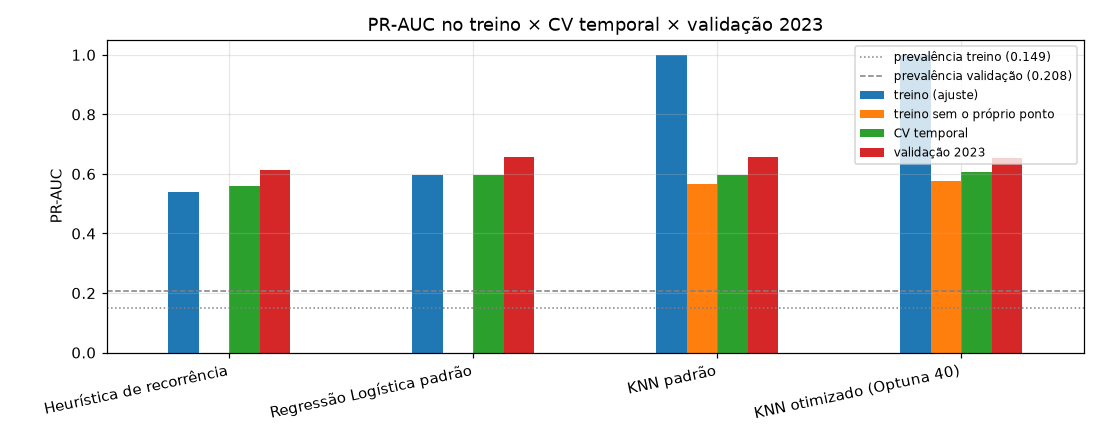 PR-AUC no treino × CV temporal × validação 2023
prevalência treino (0.149)
prevalência validação (0.208)
treino (ajuste)
treino sem o próprio ponto
CV temporal
validação 2023
PR-AUC
1.0
0.8
0.6
0.4
0.2
0.0
Heurística de recorrência
Regressão Logística padrão
KNN padrão
KNN otimizado (Optuna 40)